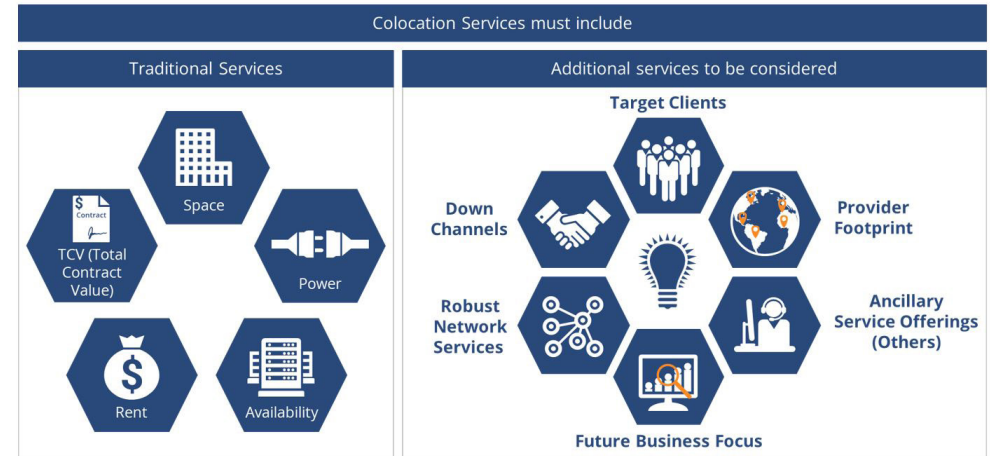 Colocation Services must include
Traditional Services
Space
$
Contract
TCV (Total
Contract
Value)
Power
$
Rent
Availability
Additional services to be considered
Target Clients
Down
Channels
Provider
Footprint
Robust
Network
Services
Ancillary
Service Offerings
(Others)
Future Business Focus